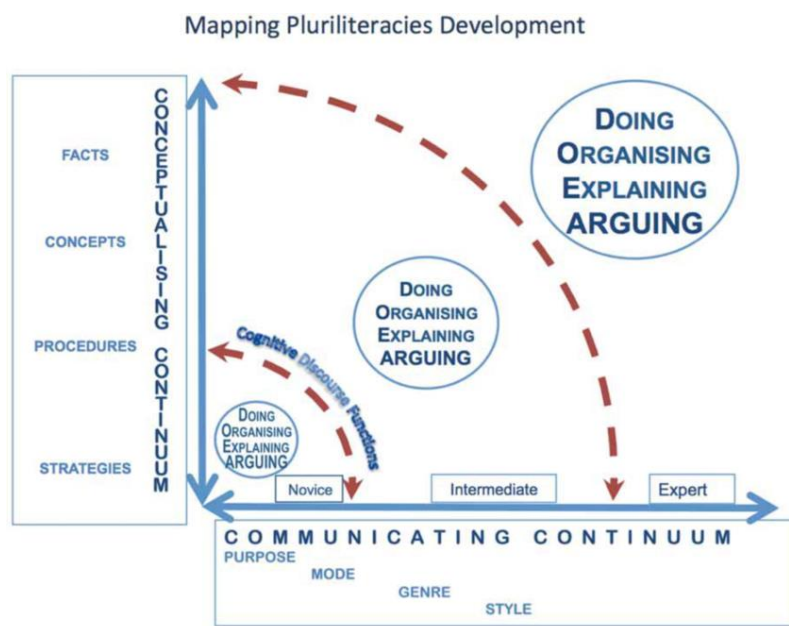 Mapping Pluriliteracies Development
CONCEPTUALISING CONTINUUM
FACTS
CONCEPTS
PROCEDURES
STRATEGIES
DOING
ORGANISING
EXPLAINING
ARGUING
DOING
ORGANISING
EXPLAINING
ARGUING
Cognitive Discourse Functions
DOING
ORGANISING
EXPLAINING
ARGUING
Novice
Intermediate
Expert
COMMUNICATING CONTINUUM
PURPOSE
MODE
GENRE
STYLE